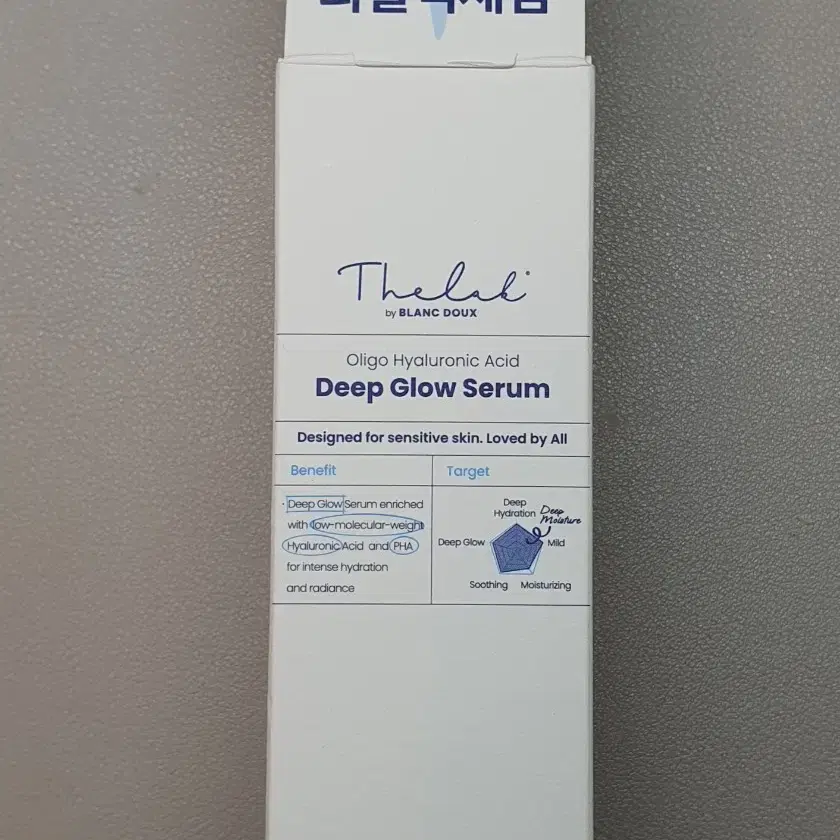 Thelab
by BLANC DOUX
Oligo Hyaluronic Acid
Deep Glow Serum
Designed for sensitive skin. Loved by All
Benefit
Target
· Deep Glow Serum enriched
with low-molecular-weight
Hyaluronic Acid and PHA
for intense hydration
and radiance
Deep
Hydration
Deep
Moisture
Deep Glow
Mild
Soothing
Moisturizing